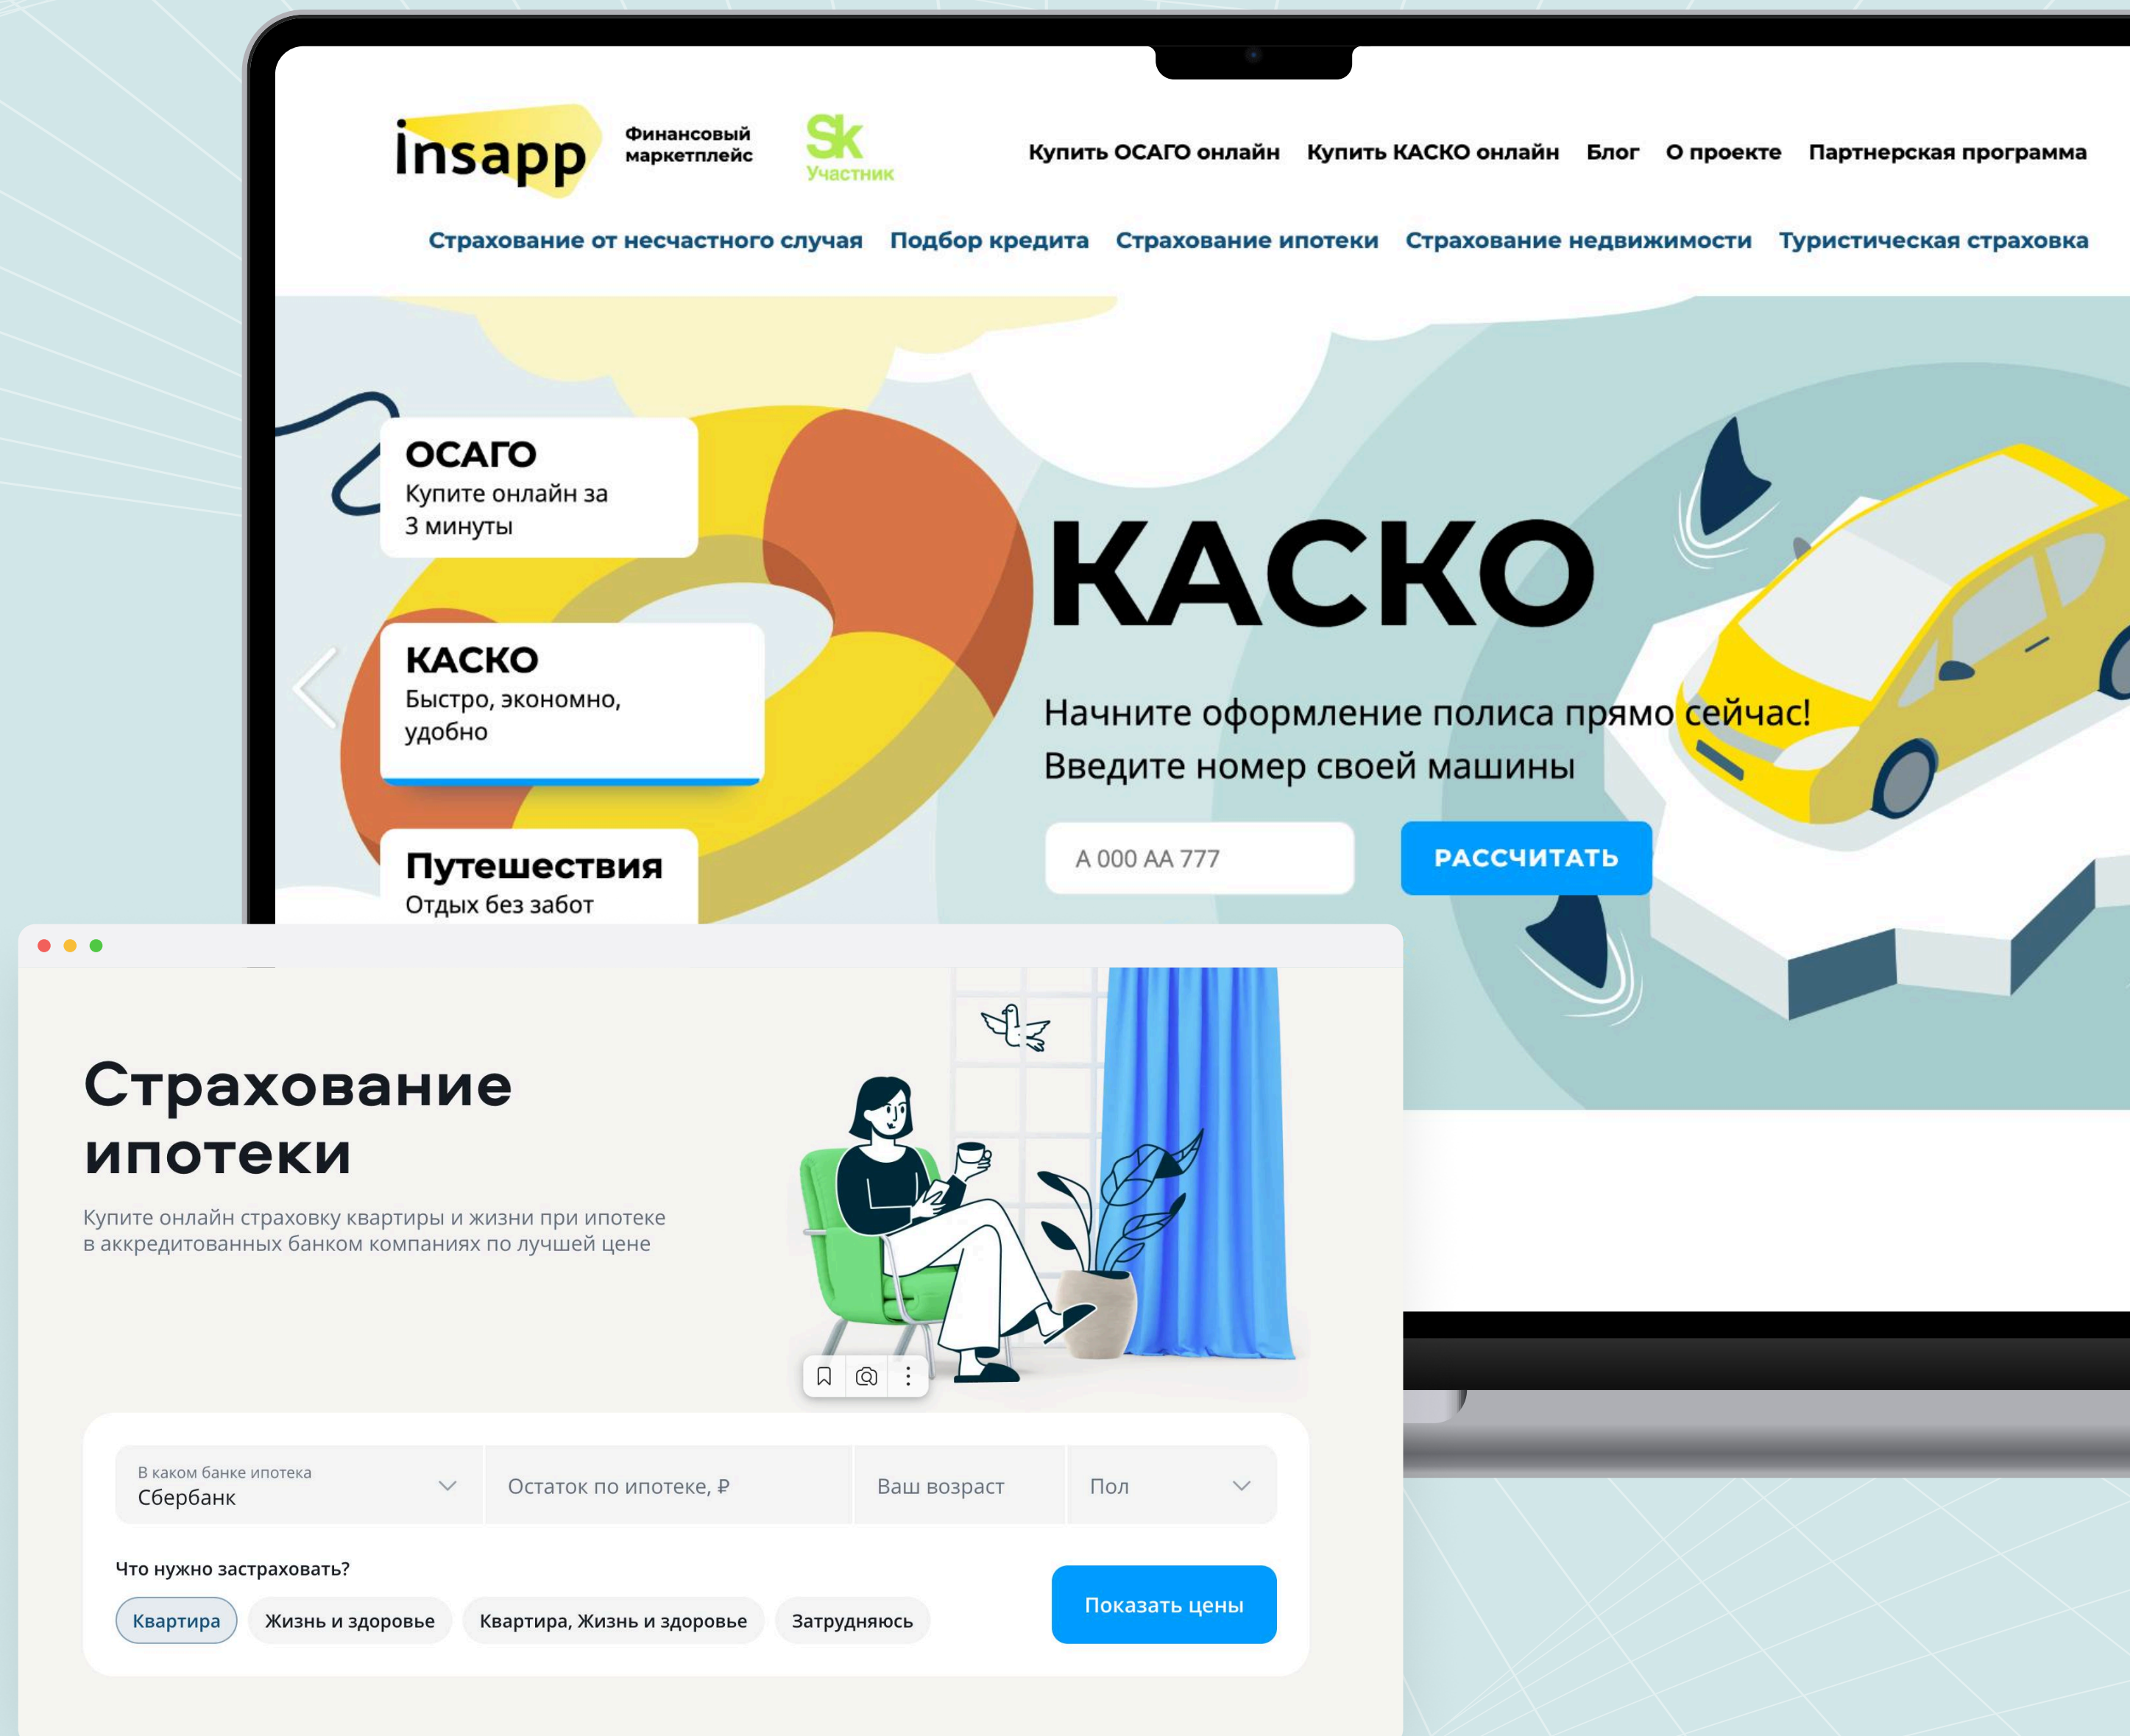 insapp
Финансовый
маркетплейс
Sk
Участник
Купить ОСАГО онлайн Купить КАСКО онлайн Блог О проекте Партнерская программа
Страхование от несчастного случая Подбор кредита Страхование ипотеки Страхование недвижимости Туристическая страховка
ОСАГО
Купите онлайн за
3 минуты
КАСКО
Быстро, экономно,
удобно
Путешествия
Отдых без забот
КАСКО
Начните оформление полиса прямо сейчас!
Введите номер своей машины
А 000 АА 777
РАССЧИТАТЬ
Страхование
ипотеки
Купите онлайн страховку квартиры и жизни при ипотеке
в аккредитованных банком компаниях по лучшей цене
В каком банке ипотека
Сбербанк
Остаток по ипотеке, ₽
Ваш возраст
Пол
Что нужно застраховать?
Квартира
Жизнь и здоровье
Квартира, Жизнь и здоровье
Затрудняюсь
Показать цены